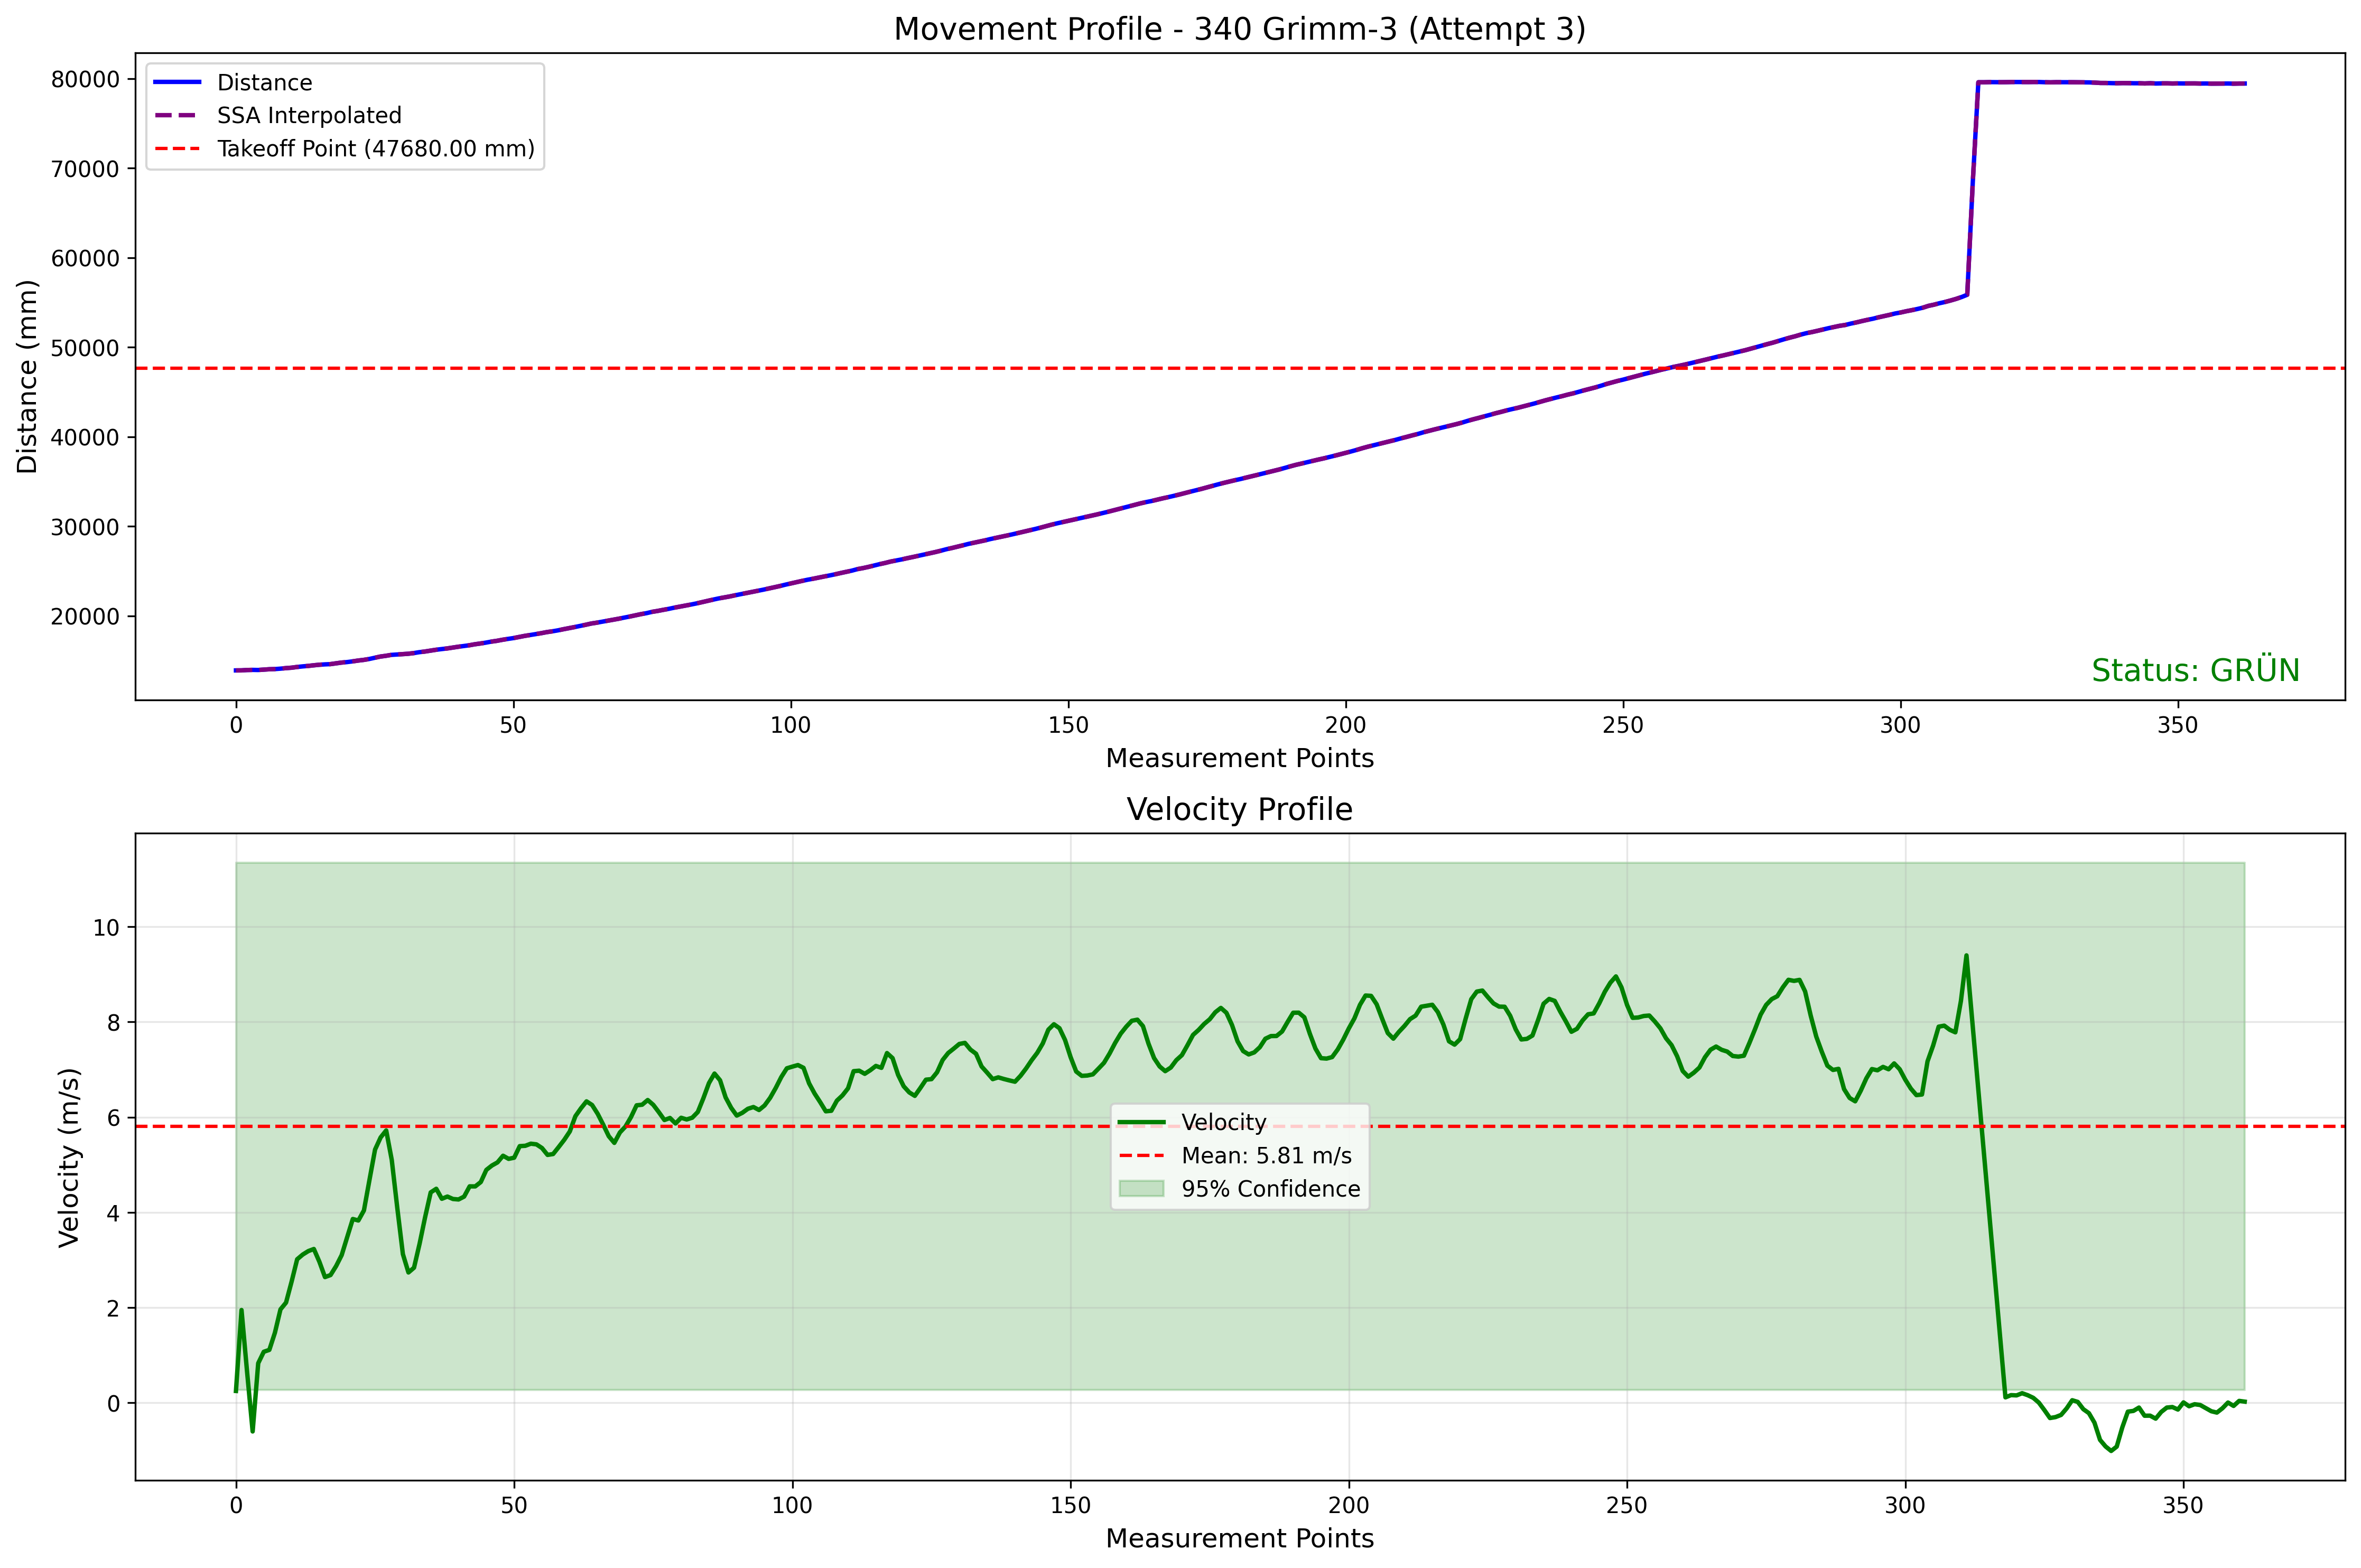 Movement Profile - 340 Grimm-3 (Attempt 3)
Distance (mm)
80000
70000
60000
50000
40000
30000
20000
Distance
SSA Interpolated
Takeoff Point (47680.00 mm)
Status: GRÜN
0 50 100 150 200 250 300 350
Measurement Points
Velocity Profile
Velocity (m/s)
10
8
6
4
2
0
Velocity
Mean: 5.81 m/s
95% Confidence
0 50 100 150 200 250 300 350
Measurement Points